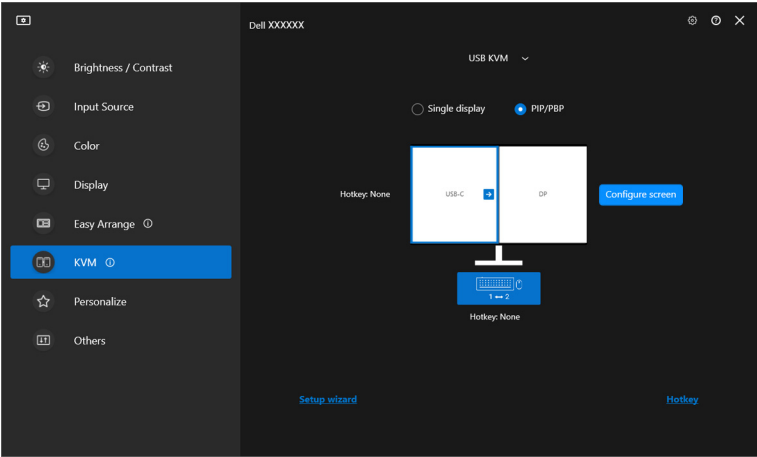 Dell XXXXXX
Brightness / Contrast
Input Source
Color
Display
Easy Arrange
KVM
Personalize
Others
USB KVM
Single display
PIP/PBP
Hotkey: None
USB-C
DP
Configure screen
1 ↔ 2
Hotkey: None
Setup wizard
Hotkey